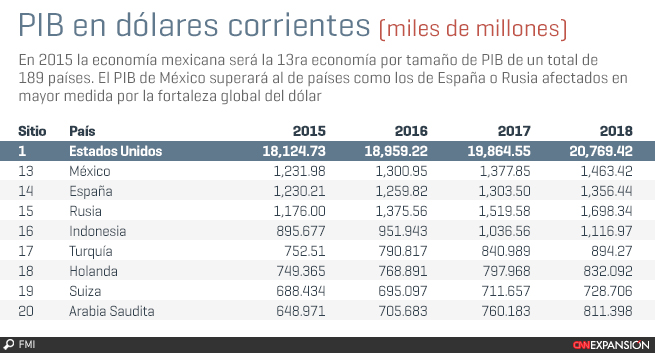 PIB en dólares corrientes (miles de millones)
En 2015 la economía mexicana será la 13ra economía por tamaño de PIB de un total de
189 países. El PIB de México superará al de países como los de España o Rusia afectados en
mayor medida por la fortaleza global del dólar
Sitio País 2015 2016 2017 2018
1 Estados Unidos 18,124.73 18,959.22 19,864.55 20,769.42
13 México 1,231.98 1,300.95 1,377.85 1,463.42
14 España 1,230.21 1,259.82 1,303.50 1,356.44
15 Rusia 1,176.00 1,375.56 1,519.58 1,698.34
16 Indonesia 895.677 951.943 1,036.56 1,116.97
17 Turquía 752.51 790.817 840.989 894.27
18 Holanda 749.365 768.891 797.968 832.092
19 Suiza 688.434 695.097 711.657 728.706
20 Arabia Saudita 648.971 705.683 760.183 811.398
FMI CNNEXPANSIÓN